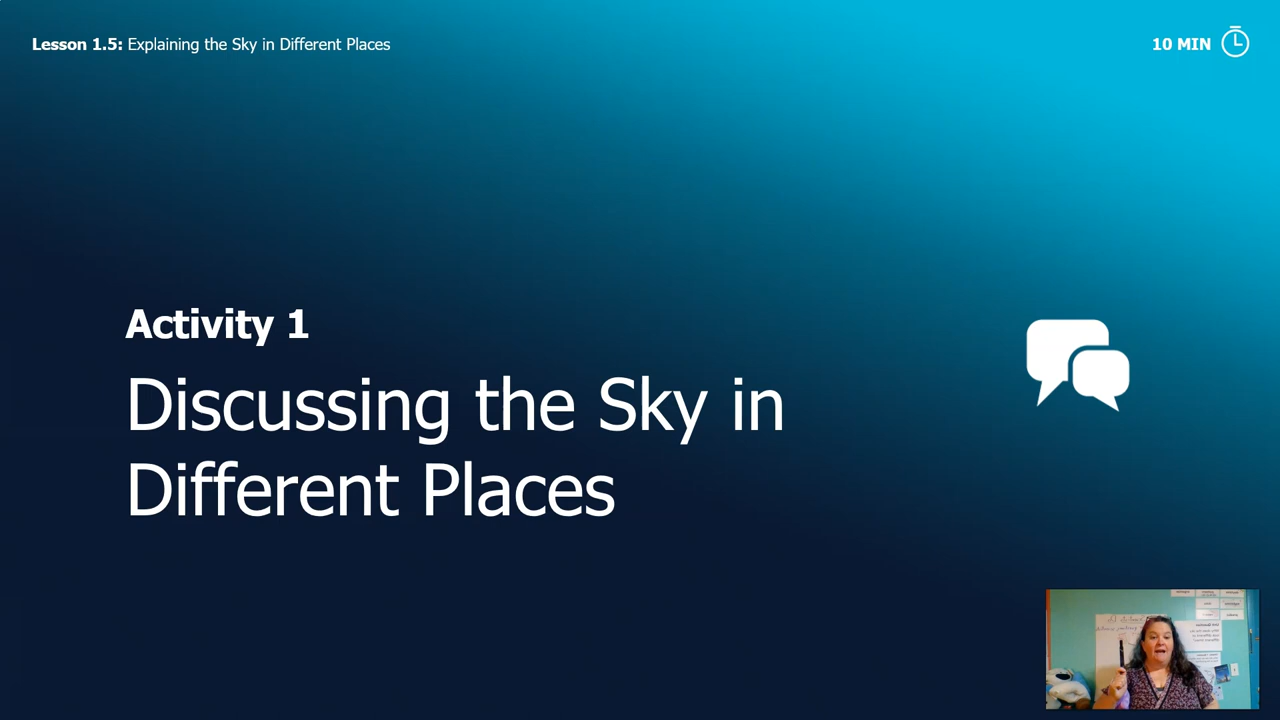 Lesson 1.5: Explaining the Sky in Different Places
10 MIN
Activity 1
Discussing the Sky in
Different Places